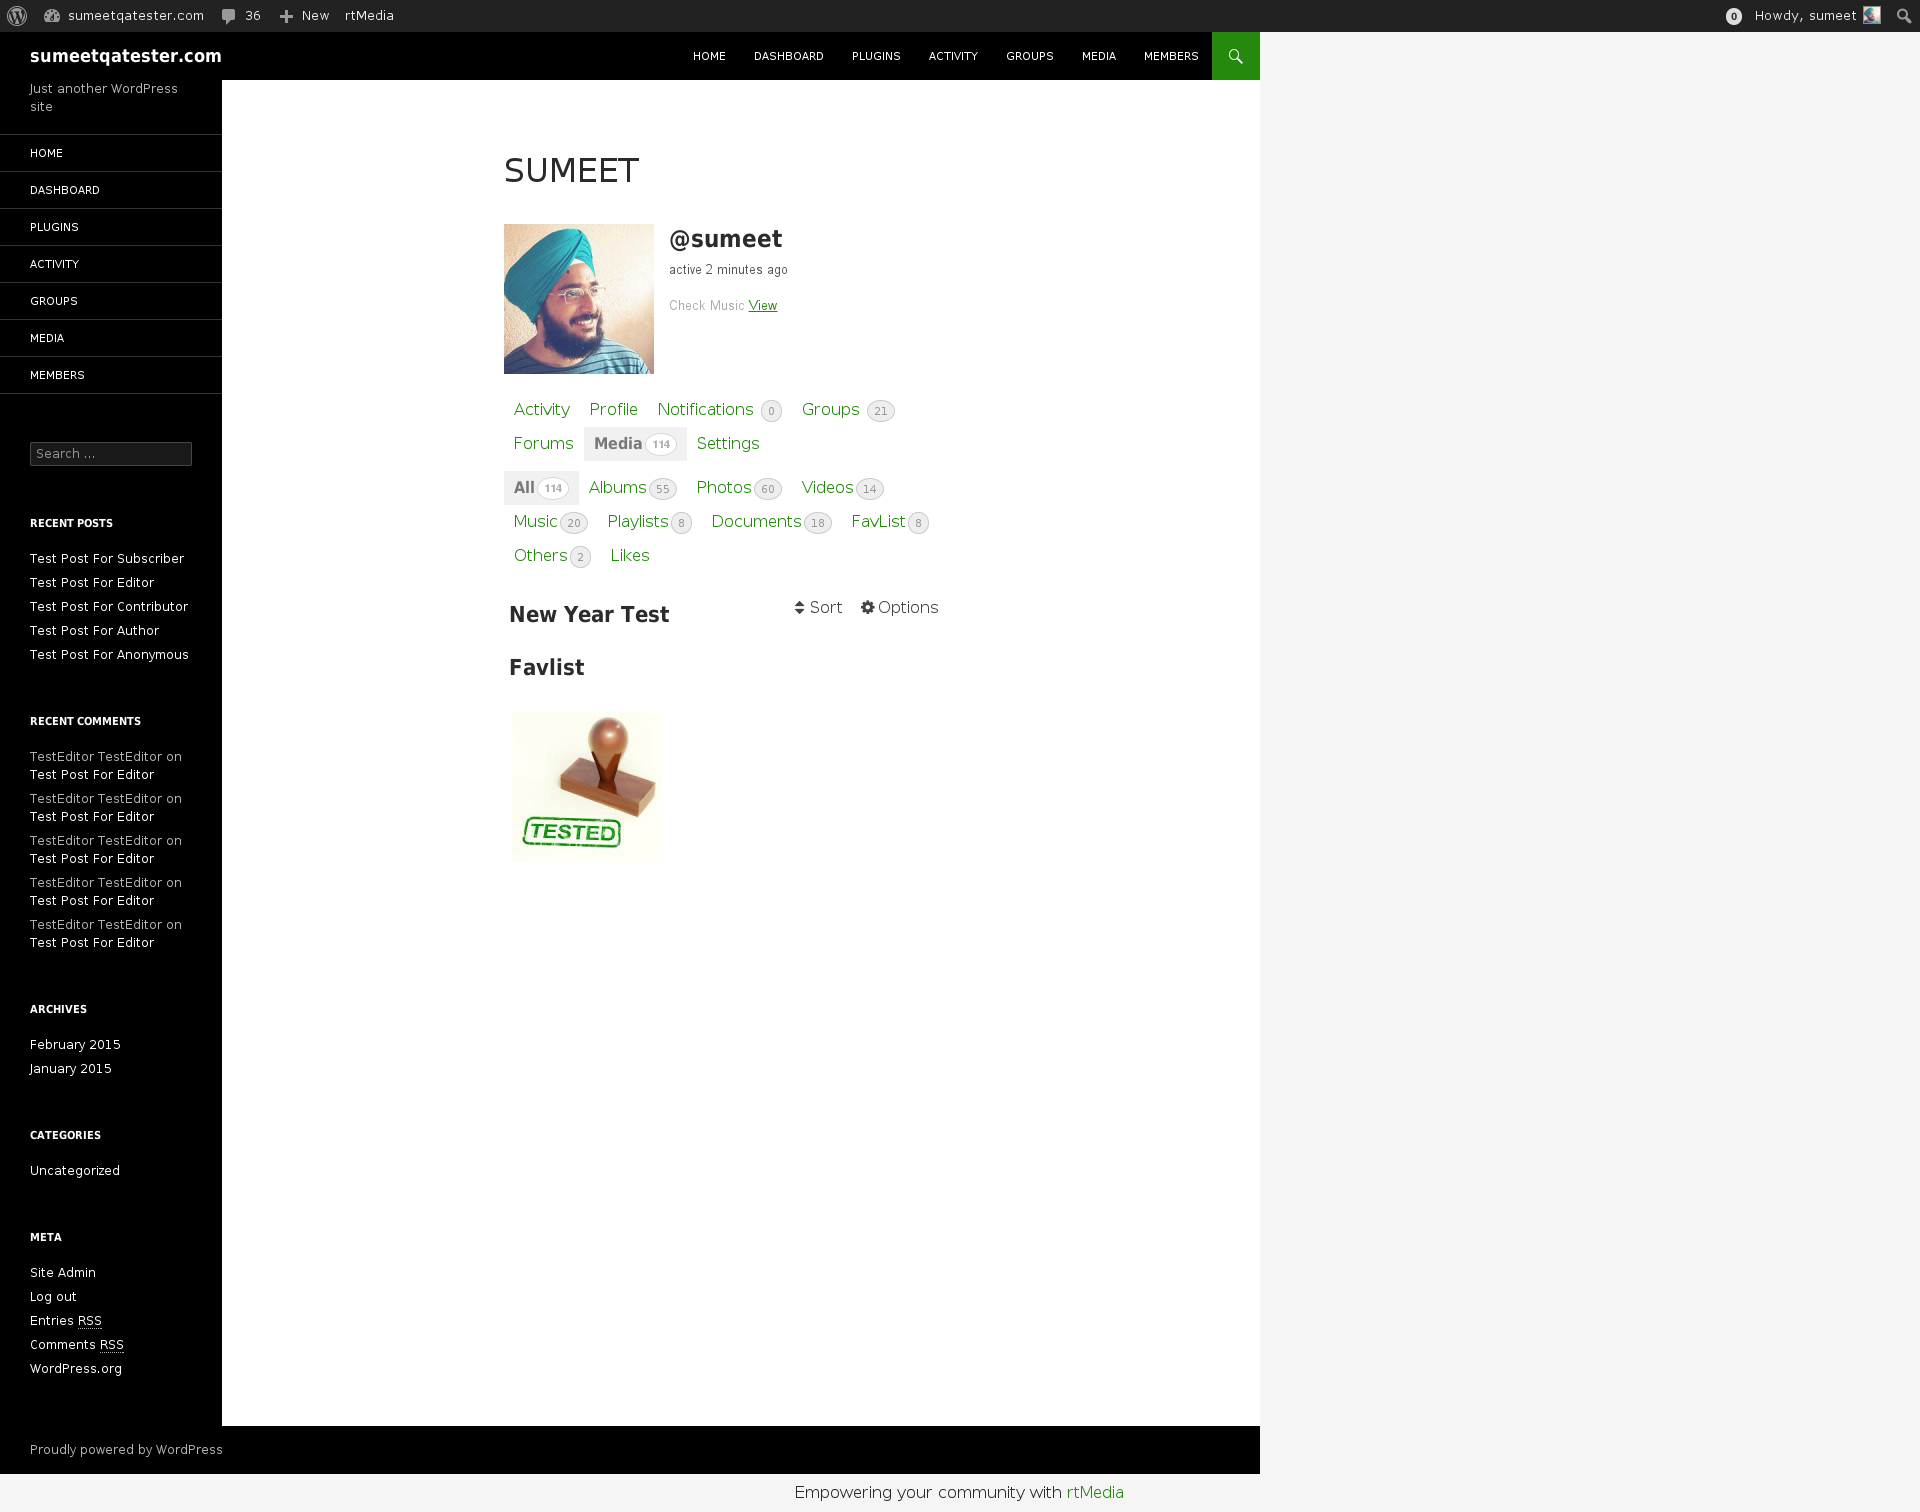 sumeetqatester.com 36 New rtMedia 0 Howdy, sumeet
sumeetqatester.com HOME DASHBOARD PLUGINS ACTIVITY GROUPS MEDIA MEMBERS
Just another WordPress
site
HOME
DASHBOARD
PLUGINS
ACTIVITY
GROUPS
MEDIA
MEMBERS
Search ...
RECENT POSTS
Test Post For Subscriber
Test Post For Editor
Test Post For Contributor
Test Post For Author
Test Post For Anonymous
RECENT COMMENTS
TestEditor TestEditor on
Test Post For Editor
TestEditor TestEditor on
Test Post For Editor
TestEditor TestEditor on
Test Post For Editor
TestEditor TestEditor on
Test Post For Editor
TestEditor TestEditor on
Test Post For Editor
ARCHIVES
February 2015
January 2015
CATEGORIES
Uncategorized
META
Site Admin
Log out
Entries RSS
Comments RSS
WordPress.org
SUMEET
@sumeet
active 2 minutes ago
Check Music View
Activity Profile Notifications 0 Groups 21
Forums Media 114 Settings
All 114 Albums 55 Photos 60 Videos 14
Music 20 Playlists 8 Documents 18 FavList 8
Others 2 Likes
New Year Test Sort Options
Favlist
TESTED
Proudly powered by WordPress
Empowering your community with rtMedia